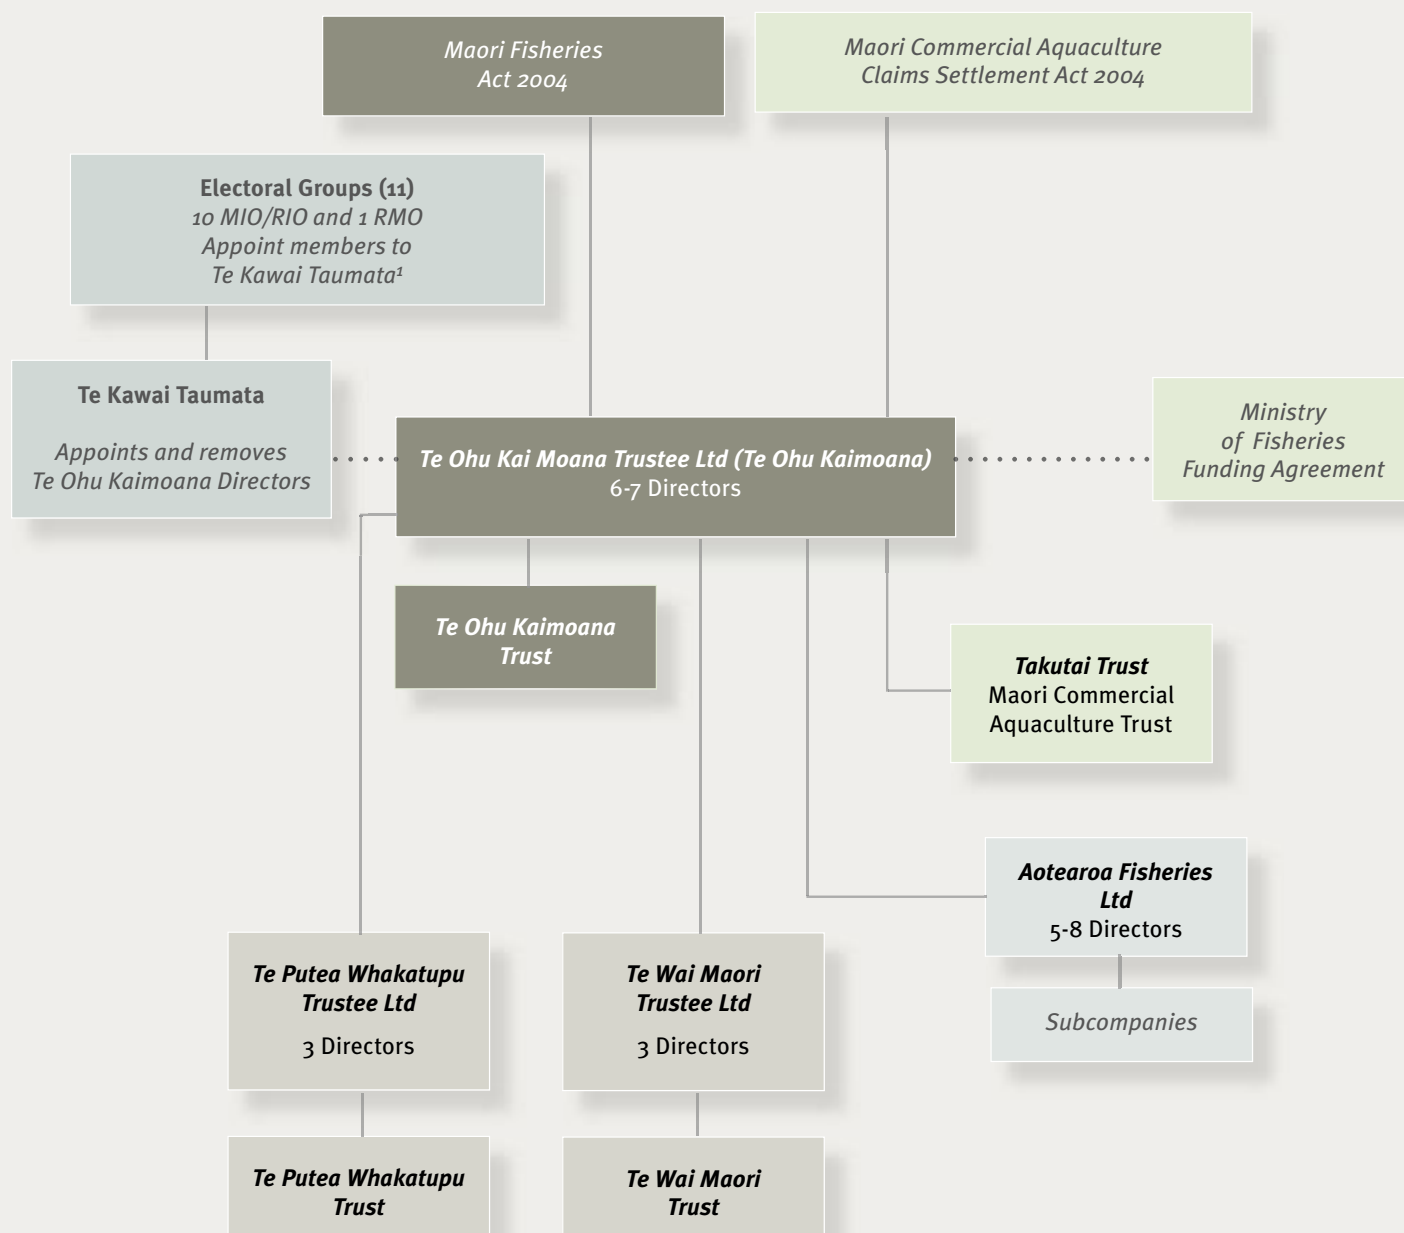 Maori Fisheries
Act 2004
Maori Commercial Aquaculture
Claims Settlement Act 2004
Electoral Groups (11)
10 MIO/RIO and 1 RMO
Appoint members to
Te Kawai Taumata¹
Te Kawai Taumata
Appoints and removes
Te Ohu Kaimoana Directors
Te Ohu Kai Moana Trustee Ltd (Te Ohu Kaimoana)
6-7 Directors
Ministry
of Fisheries
Funding Agreement
Te Ohu Kaimoana
Trust
Takutai Trust
Maori Commercial
Aquaculture Trust
Aotearoa Fisheries
Ltd
5-8 Directors
Subcompanies
Te Putea Whakatupu
Trustee Ltd
3 Directors
Te Wai Maori
Trustee Ltd
3 Directors
Te Putea Whakatupu
Trust
Te Wai Maori
Trust